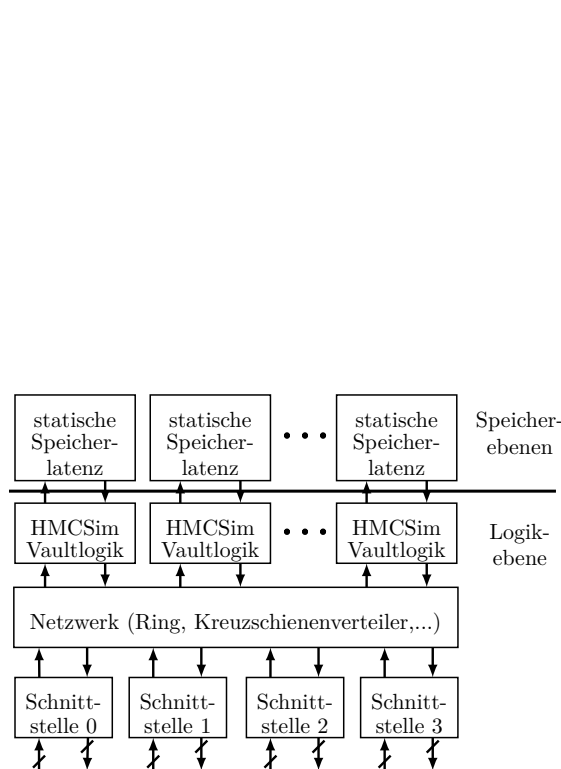 statische
Speicher-
latenz
statische
Speicher-
latenz
statische
Speicher-
latenz
Speicher-
ebenen
HMCSim
Vaultlogik
HMCSim
Vaultlogik
HMCSim
Vaultlogik
Logik-
ebene
Netzwerk (Ring, Kreuzschienenverteiler,...)
Schnitt-
stelle 0
Schnitt-
stelle 1
Schnitt-
stelle 2
Schnitt-
stelle 3